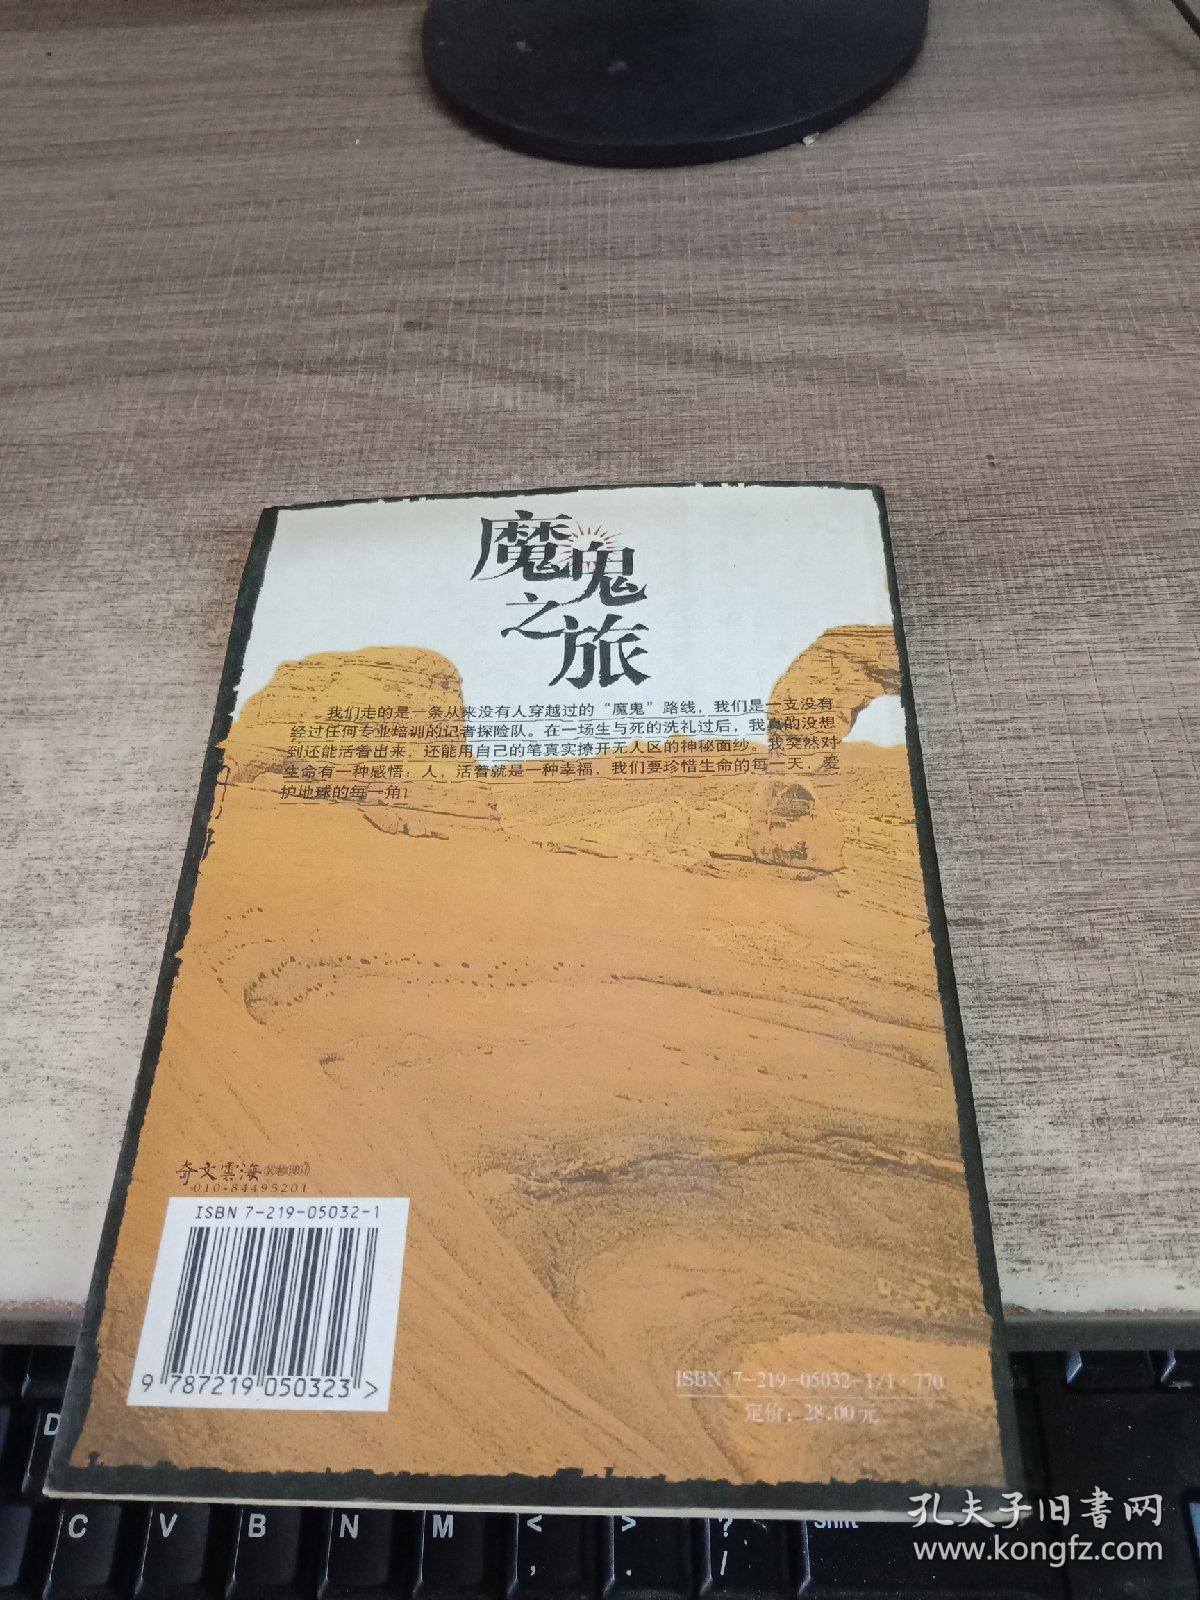 魔鬼
之旅
我们走的是一条从来没有人穿越过的“魔鬼”路线，我们是一支没有
经过任何专业培训的记者探险队。在一场生与死的洗礼过后，我真的没想
到还能活着出来，还能用自己的笔真实撩开无人区的神秘面纱。我突然对
生命有一种感悟：人，活着就是一种幸福，我们要珍惜生命的每一天，爱
护地球的每一角！
奇文雲海
010-84495201
ISBN 7-219-05032-1
9 787219 050323 >
ISBN 7-219-05032-1/I·770
定价：28.00元
D
C V B N M < , > . ? / Shift
孔夫子旧書网
www.kongfz.com